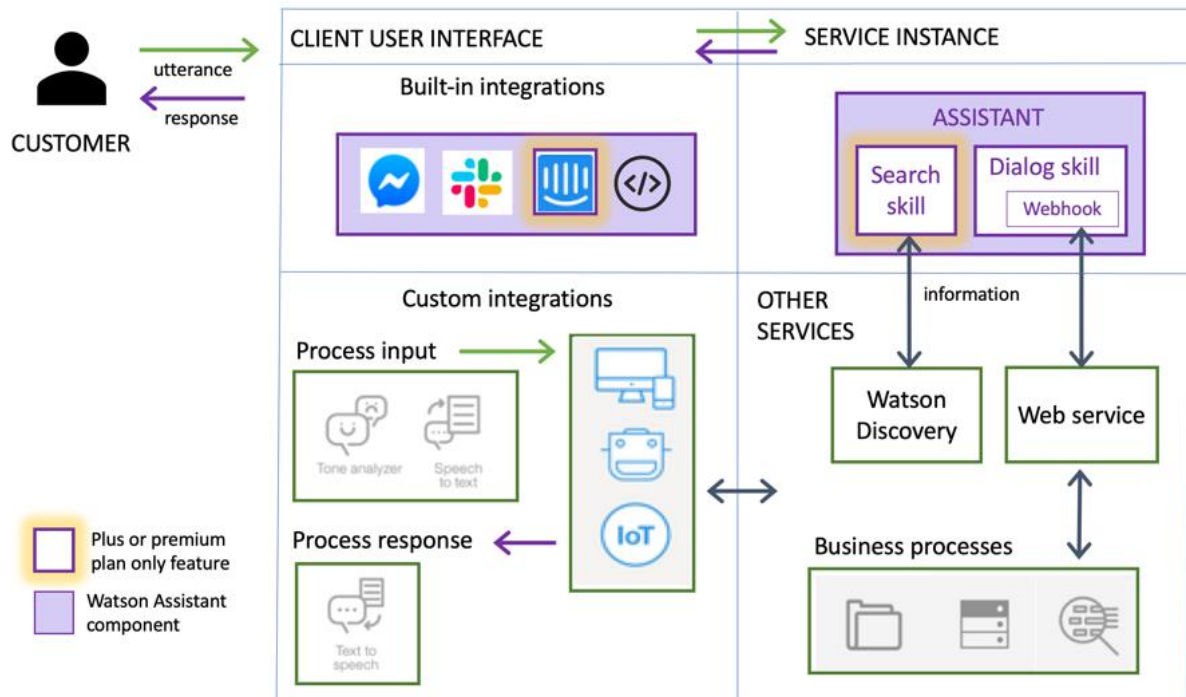 CLIENT USER INTERFACE
SERVICE INSTANCE
utterance
response
CUSTOMER
Built-in integrations
ASSISTANT
Search
skill
Dialog skill
Webhook
</>
Custom integrations
OTHER
SERVICES
information
Process input
Tone analyzer
Speech
to text
Watson
Discovery
Web service
IoT
Process response
Text to
speech
Business processes
Plus or premium
plan only feature
Watson Assistant
component